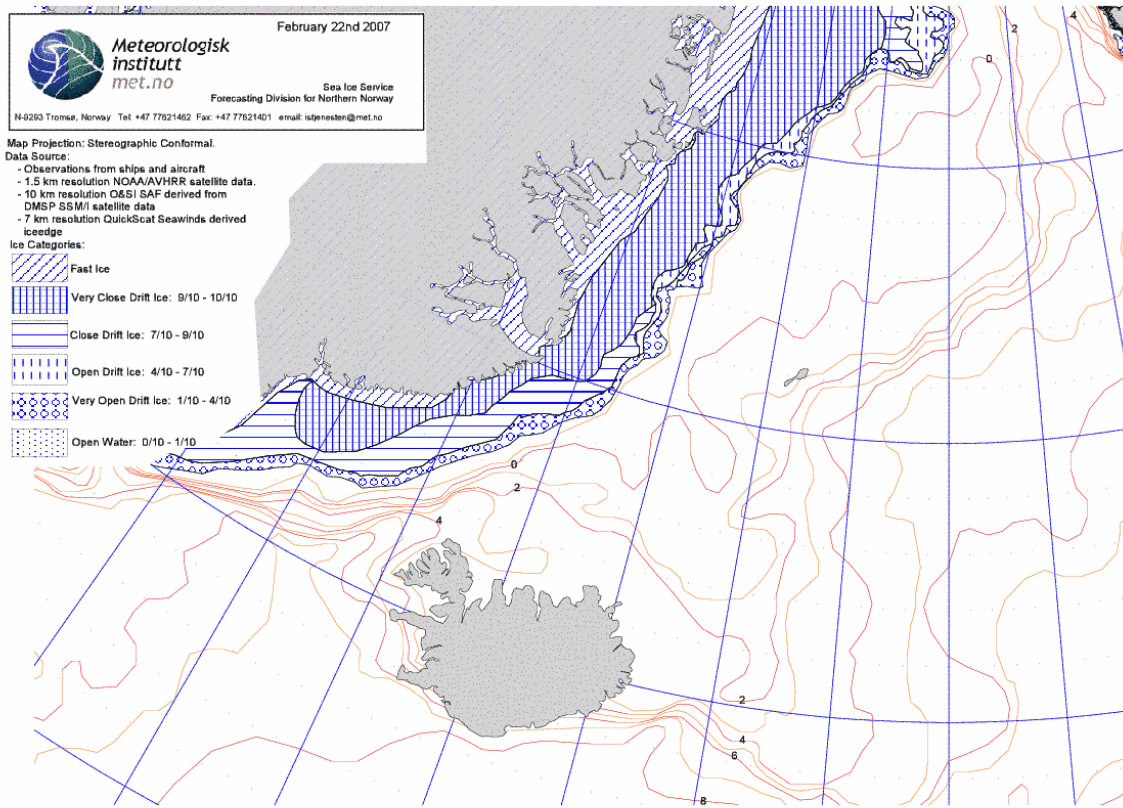 February 22nd 2007
Meteorologisk
institutt
met.no
Sea Ice Service
Forecasting Division for Northern Norway
N-9293 Tromsø, Norway Tel: +47 77621462 Fax: +47 77621401 email: istjenesten@met.no
Map Projection: Stereographic Conformal.
Data Source:
- Observations from ships and aircraft
- 1.5 km resolution NOAA/AVHRR satellite data.
- 10 km resolution O&SI SAF derived from
DMSP SSM/I satellite data
- 7 km resolution QuickScat Seawinds derived
iceedge
Ice Categories:
Fast Ice
Very Close Drift Ice: 9/10 - 10/10
Close Drift Ice: 7/10 - 9/10
Open Drift Ice: 4/10 - 7/10
Very Open Drift Ice: 1/10 - 4/10
Open Water: 0/10 - 1/10
4
2
0
0
2
4
2
4
6
8